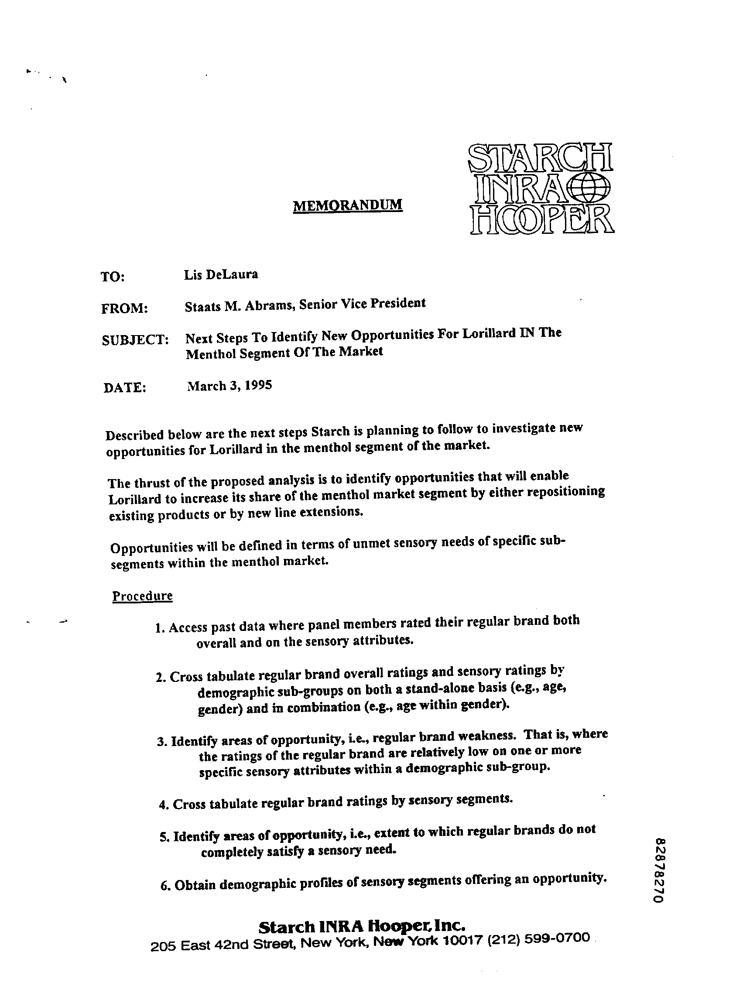 STARCH
INRA
HOOPER
MEMORANDUM
TO: Lis DeLaura
FROM: Staats M. Abrams, Senior Vice President
SUBJECT: Next Steps To Identify New Opportunities For Lorillard IN The
Menthol Segment Of The Market
DATE: March 3, 1995
Described below are the next steps Starch is planning to follow to investigate new
opportunities for Lorillard in the menthol segment of the market.
The thrust of the proposed analysis is to identify opportunities that will enable
Lorillard to increase its share of the menthol market segment by either repositioning
existing products or by new line extensions.
Opportunities will be defined in terms of unmet sensory needs of specific sub-
segments within the menthol market.
Procedure
1. Access past data where panel members rated their regular brand both
overall and on the sensory attributes.
2. Cross tabulate regular brand overall ratings and sensory ratings by
demographic sub-groups on both a stand-alone basis (e.g., age,
gender) and in combination (e.g., age within gender).
3. Identify areas of opportunity, i.e., regular brand weakness. That is, where
the ratings of the regular brand are relatively low on one or more
specific sensory attributes within a demographic sub-group.
4. Cross tabulate regular brand ratings by sensory segments.
5. Identify areas of opportunity, i.e., extent to which regular brands do not
completely satisfy a sensory need.
6. Obtain demographic profiles of sensory segments offering an opportunity.
82878270
Starch INRA Hooper, Inc.
205 East 42nd Street, New York, New York 10017 (212) 599-0700